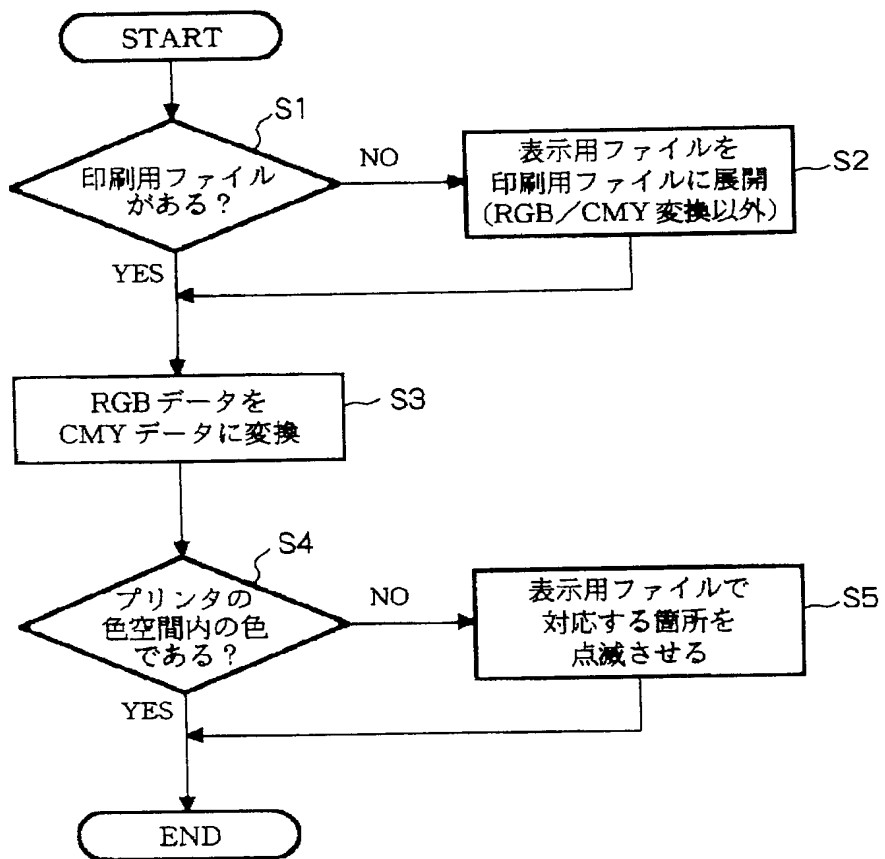 START
S1
印刷用ファイル
がある？
NO
表示用ファイルを
印刷用ファイルに展開
(RGB／CMY 変換以外)
S2
YES
RGB データを
CMY データに変換
S3
S4
プリンタの
色空間内の色
である？
NO
表示用ファイルで
対応する箇所を
点滅させる
S5
YES
END